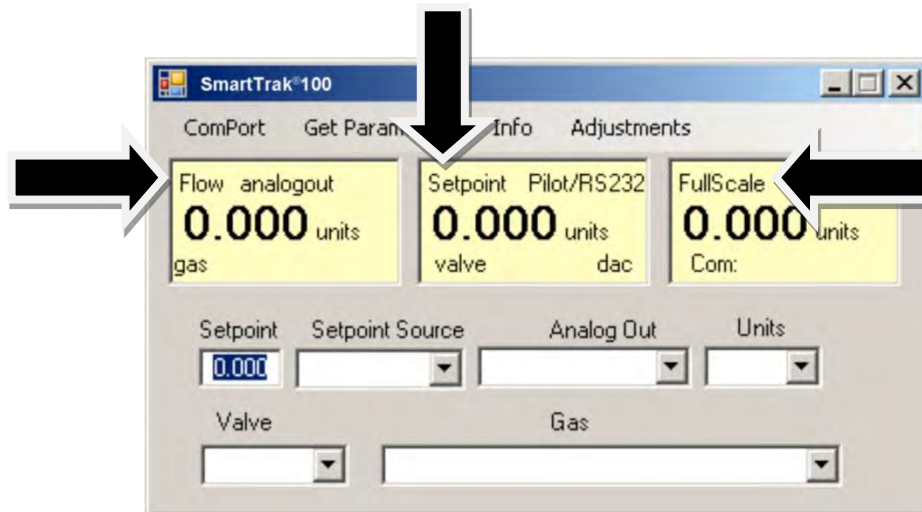 SmartTrak®100
ComPort Get Param Info Adjustments
Flow analogout
0.000 units
gas
Setpoint Pilot/RS232
0.000 units
valve dac
FullScale
0.000 units
Com:
Setpoint Setpoint Source Analog Out Units
0.000
Valve Gas